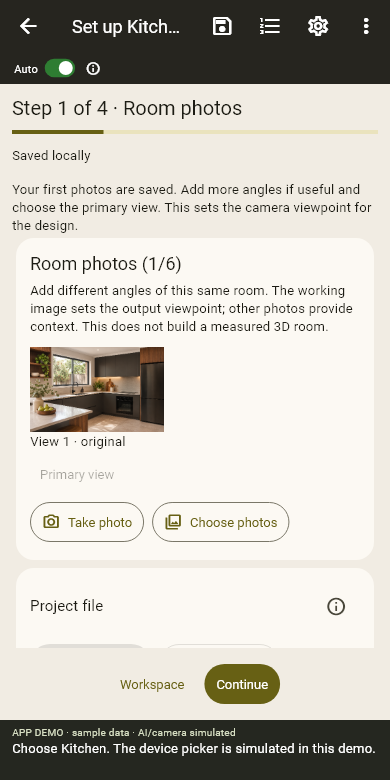 Set up Kitch...
Auto
Step 1 of 4 · Room photos
Saved locally
Your first photos are saved. Add more angles if useful and
choose the primary view. This sets the camera viewpoint for
the design.
Room photos (1/6)
Add different angles of this same room. The working
image sets the output viewpoint; other photos provide
context. This does not build a measured 3D room.
View 1 · original
Primary view
Take photo
Choose photos
Project file
Workspace
Continue
APP DEMO · sample data · AI/camera simulated
Choose Kitchen. The device picker is simulated in this demo.